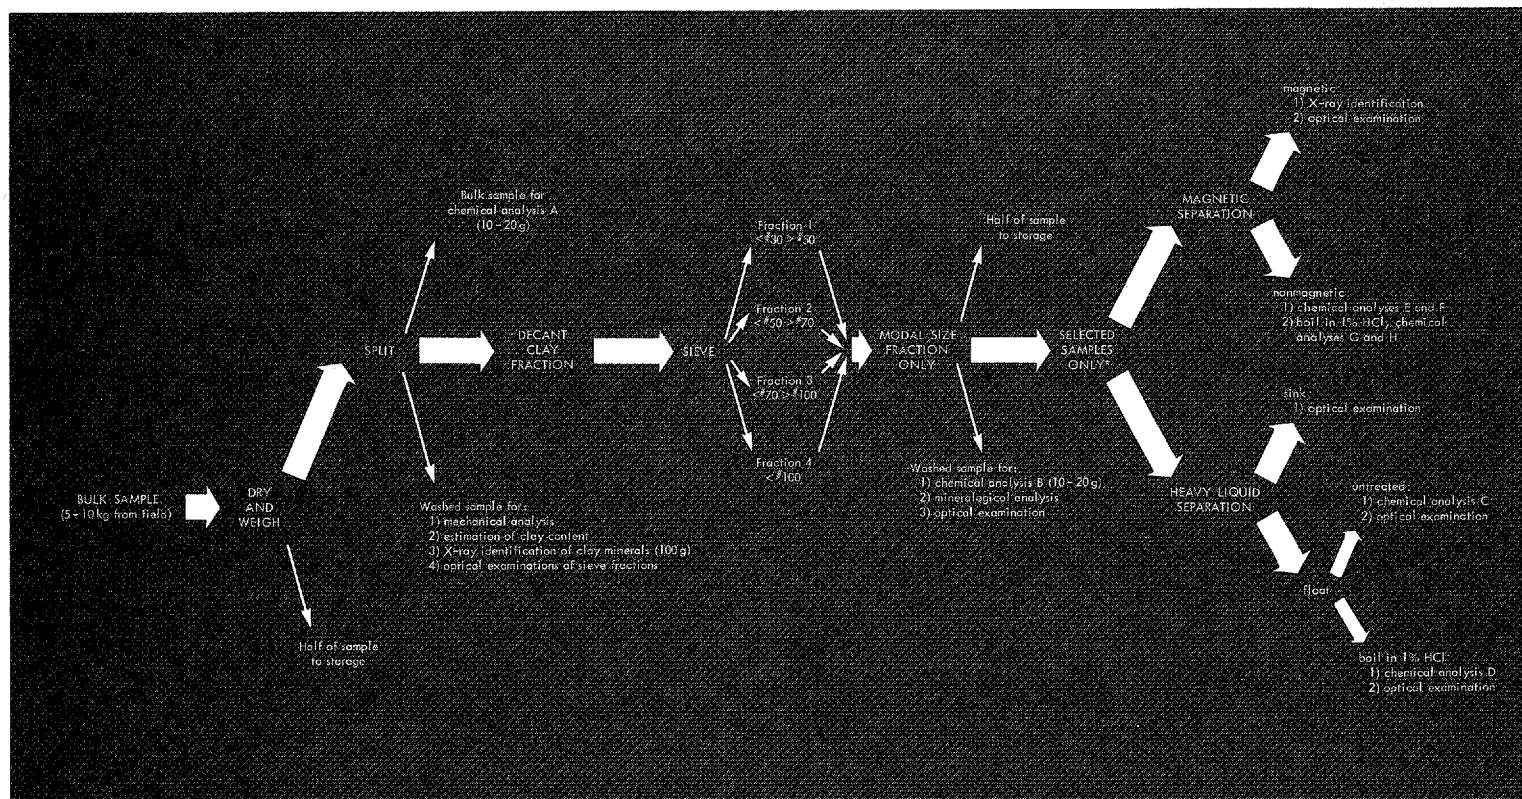 BULK SAMPLE
(5-10 kg from field)
DRY
AND
WEIGH
Half of sample
to storage
SPLIT
Bulk sample for
chemical analysis A
(10-20g)
Washed sample for:
1) mechanical analysis
2) estimation of clay content
3) X-ray identification of clay minerals (100g)
4) optical examinations of sieve fractions
DECANT
CLAY
FRACTION
SIEVE
Fraction 1
<#30 >#50
Fraction 2
<#50 >#70
Fraction 3
<#70 >#100
Fraction 4
<#100
MODAL SIZE
FRACTION
ONLY
Half of sample
to storage
Washed sample for:
1) chemical analysis B (10-20g)
2) mineralogical analysis
3) optical examination
SELECTED
SAMPLES
ONLY*
MAGNETIC
SEPARATION
magnetic:
1) X-ray identification
2) optical examination
nonmagnetic:
1) chemical analyses E and F
2) boil in 1% HCl, chemical
analyses G and H
HEAVY LIQUID
SEPARATION
sink:
1) optical examination
float
untreated:
1) chemical analysis C
2) optical examination
boil in 1% HCl:
1) chemical analysis D
2) optical examination